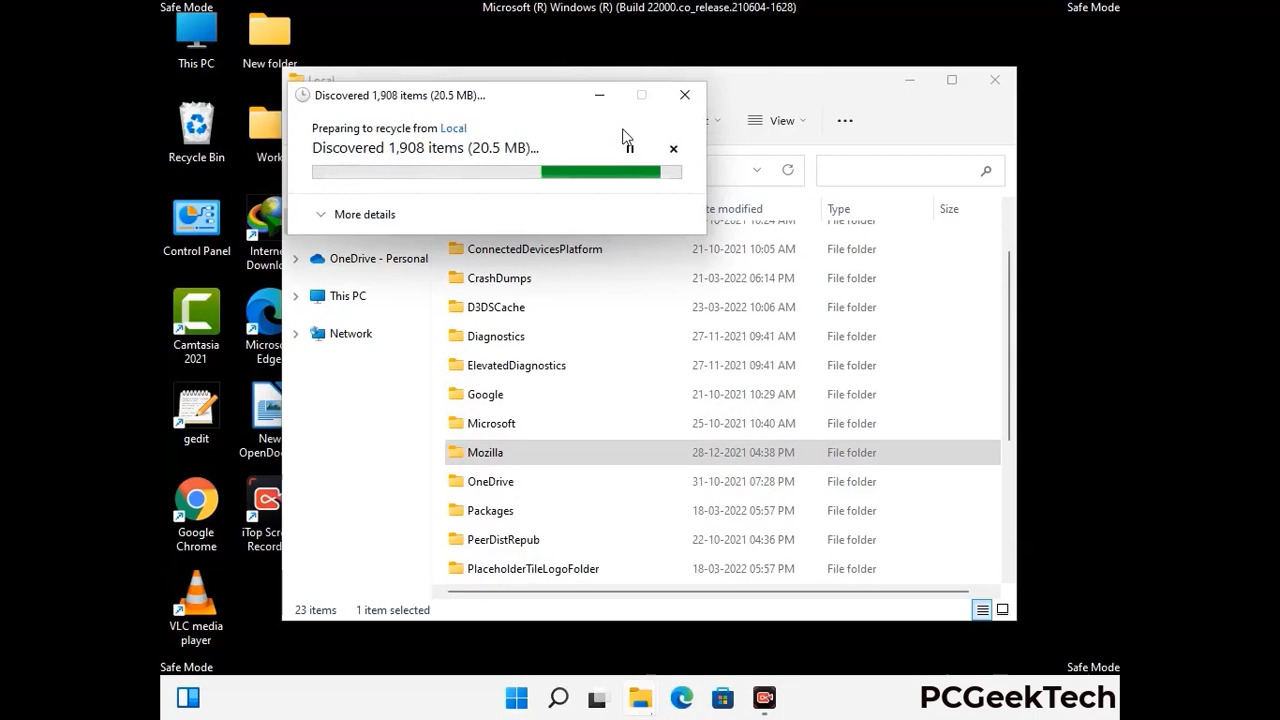 Safe Mode
Microsoft (R) Windows (R) (Build 22000.co_release.210604-1628)
Safe Mode
This PC
New folder
Recycle Bin
Work
Control Panel
Camtasia
2021
gedit
Google
Chrome
VLC media
player
Edge
New
Local
Discovered 1,908 items (20.5 MB)...
Preparing to recycle from Local
Discovered 1,908 items (20.5 MB)...
More details
View
Type
Size
OneDrive - Personal
This PC
Network
ConnectedDevicesPlatform 21-10-2021 10:05 AM File folder
CrashDumps 21-03-2022 06:14 PM File folder
D3DSCache 23-03-2022 10:06 AM File folder
Diagnostics 27-11-2021 09:41 AM File folder
ElevatedDiagnostics 27-11-2021 09:41 AM File folder
Google 21-10-2021 10:29 AM File folder
Microsoft 25-10-2021 10:40 AM File folder
Mozilla 28-12-2021 04:38 PM File folder
OneDrive 31-10-2021 07:28 PM File folder
Packages 18-03-2022 05:57 PM File folder
PeerDistRepub 22-10-2021 04:36 PM File folder
PlaceholderTileLogoFolder 18-03-2022 05:57 PM File folder
23 items 1 item selected
Safe Mode
Safe Mode
PCGeekTech